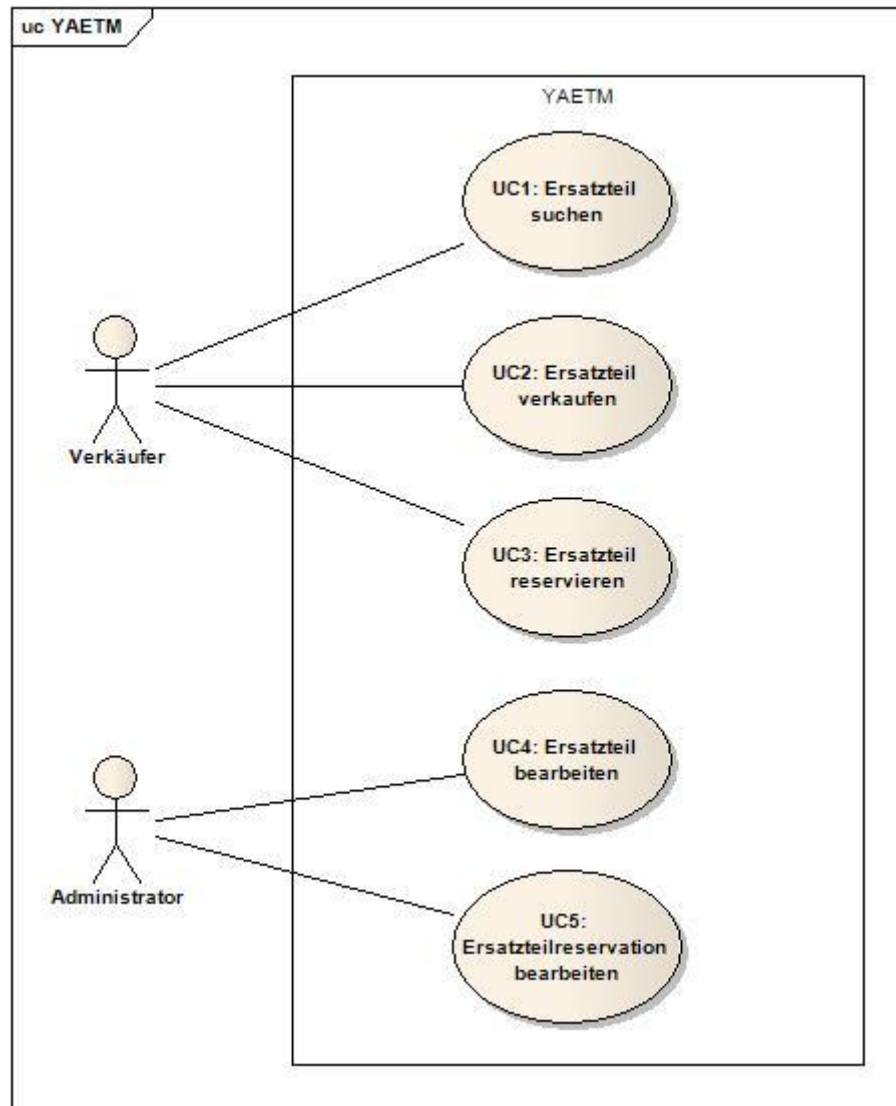 uc YAETM
YAETM
UC1: Ersatzteil
suchen
UC2: Ersatzteil
verkaufen
Verkäufer
UC3: Ersatzteil
reservieren
UC4: Ersatzteil
bearbeiten
Administrator
UC5:
Ersatzteilreservation
bearbeiten